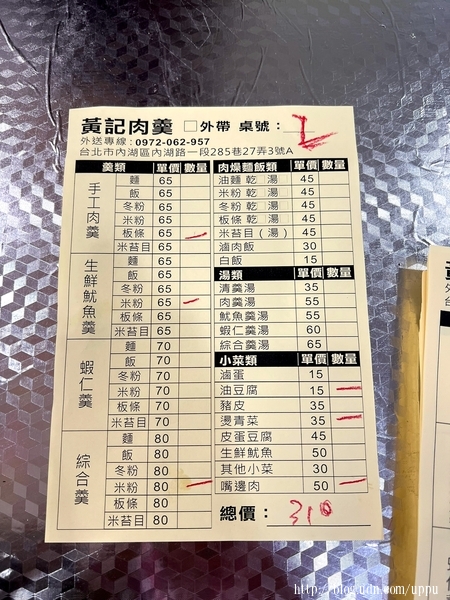 黃記肉羹 □外帶 桌號：
外送專線：0972-062-957
台北市內湖區內湖路一段285巷27弄3號A
羹類 單價 數量
手工肉羹
麵 65
飯 65
冬粉 65
米粉 65
板條 65
米苔目 65
生鮮魷魚羹
麵 65
飯 65
冬粉 65
米粉 65
板條 65
米苔目 65
蝦仁羹
麵 70
飯 70
冬粉 70
米粉 70
板條 70
米苔目 70
綜合羹
麵 80
飯 80
冬粉 80
米粉 80
板條 80
米苔目 80
肉燥麵飯類 單價 數量
油麵 乾□ 湯□ 45
米粉 乾□ 湯□ 45
冬粉 乾□ 湯□ 45
板條 乾□ 湯□ 45
米苔目（湯） 45
滷肉飯 30
白飯 15
湯類 單價 數量
清羹湯 35
肉羹湯 55
魷魚羹湯 55
蝦仁羹湯 60
綜合羹湯 65
小菜類 單價 數量
滷蛋 15
油豆腐 15
豬皮 35
燙青菜 35
皮蛋豆腐 45
生鮮魷魚 50
其他小菜 30
嘴邊肉 50
總價：310
http://blog.udn.com/uppu